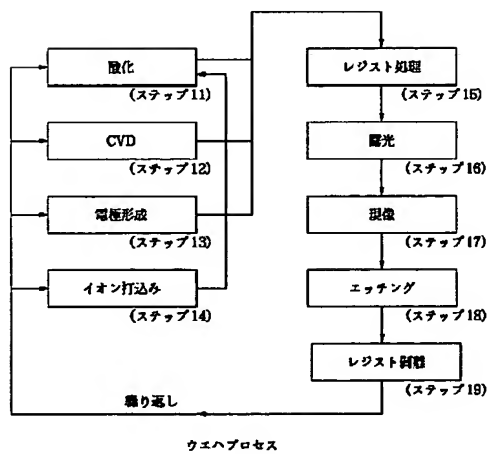 酸化
(ステップ11)
CVD
(ステップ12)
電極形成
(ステップ13)
イオン打込み
(ステップ14)
レジスト処理
(ステップ15)
露光
(ステップ16)
現像
(ステップ17)
エッチング
(ステップ18)
レジスト剥離
(ステップ19)
繰り返し
ウエハプロセス